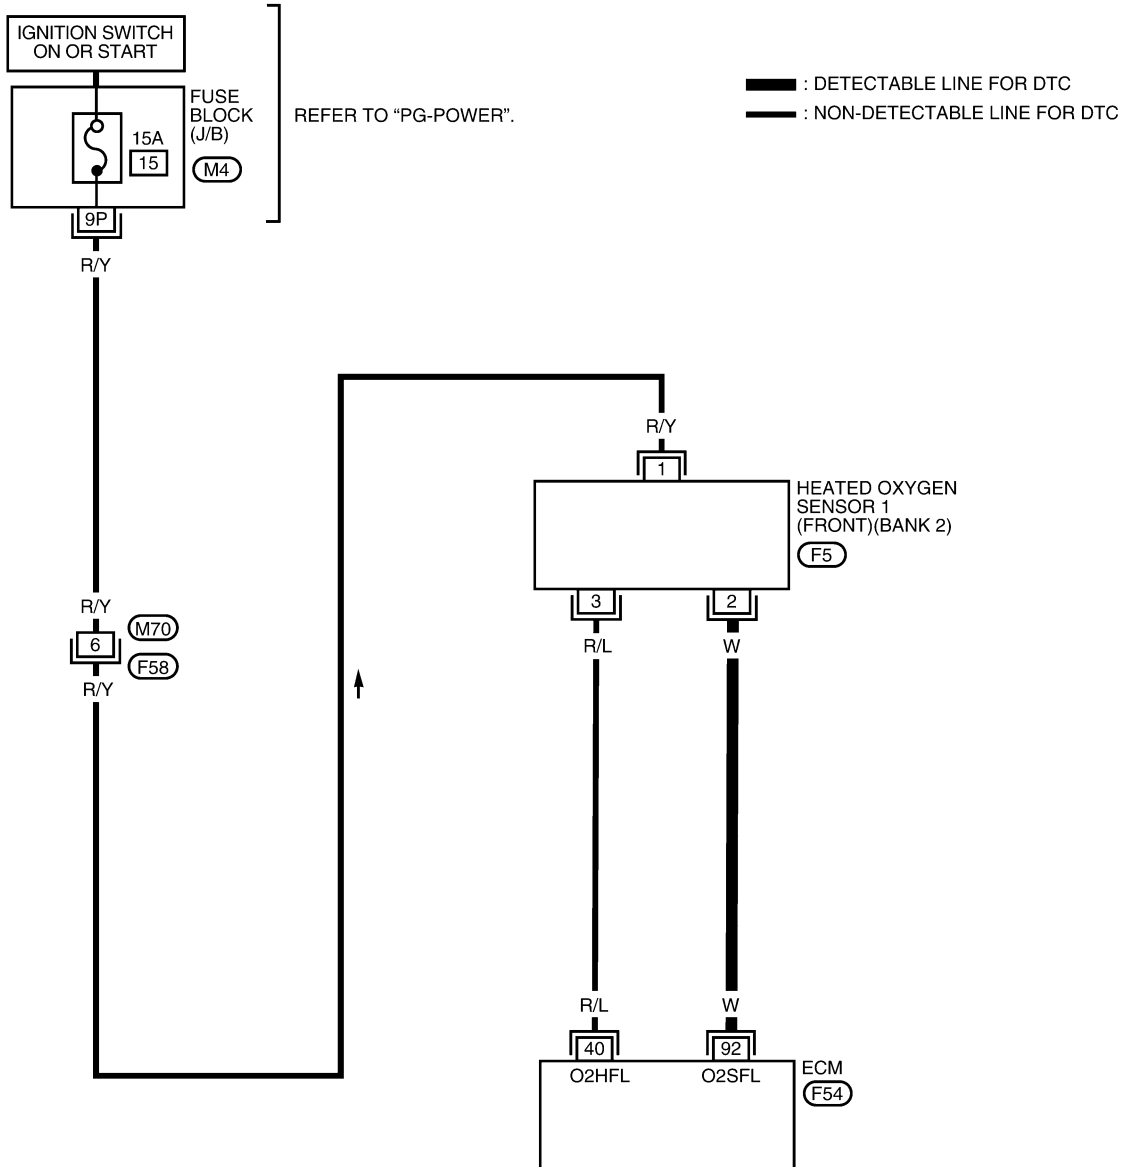 IGNITION SWITCH
ON OR START
FUSE
BLOCK
(J/B)
M4
15A
15
9P
REFER TO “PG-POWER”.
: DETECTABLE LINE FOR DTC
: NON-DETECTABLE LINE FOR DTC
R/Y
R/Y
1
HEATED OXYGEN
SENSOR 1
(FRONT)(BANK 2)
F5
3
2
R/Y
M70
6
F58
R/Y
R/L
W
R/L
W
40
92
O2HFL
O2SFL
ECM
F54